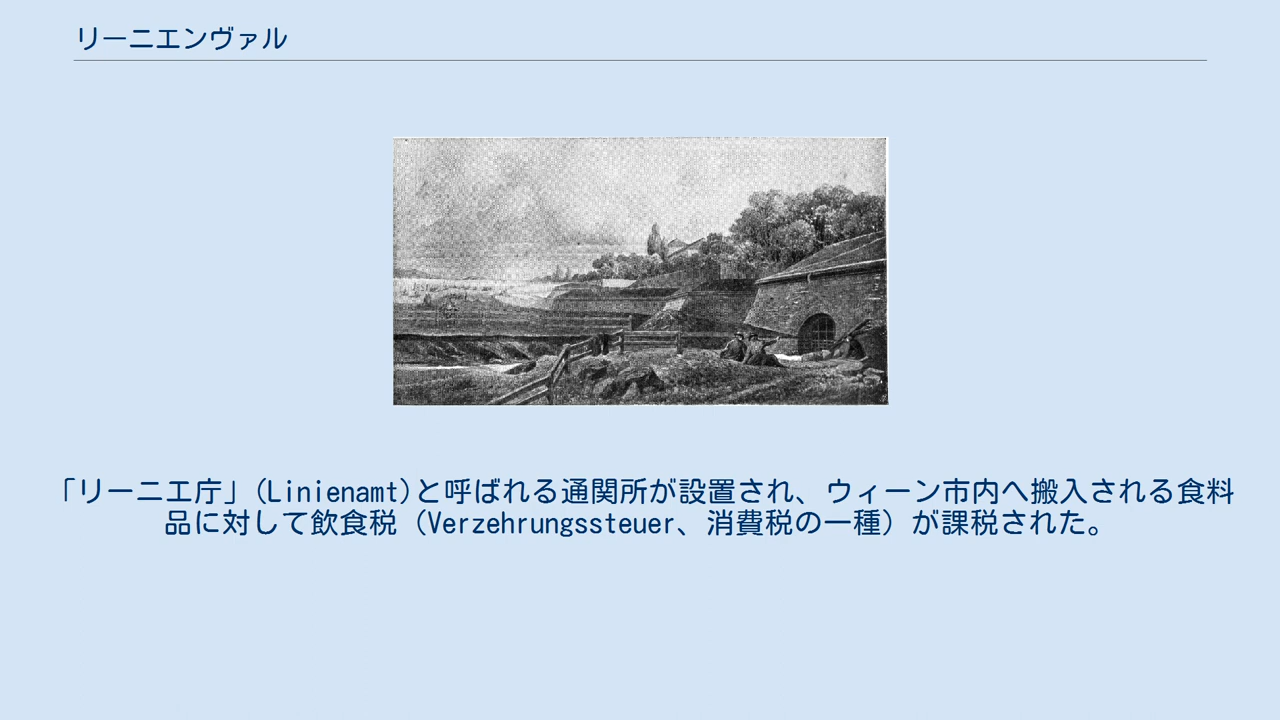 リーニエンヴァル
「リーニエ庁」(Linienamt)と呼ばれる通関所が設置され、ウィーン市内へ搬入される食料
品に対して飲食税（Verzehrungssteuer、消費税の一種）が課税された。